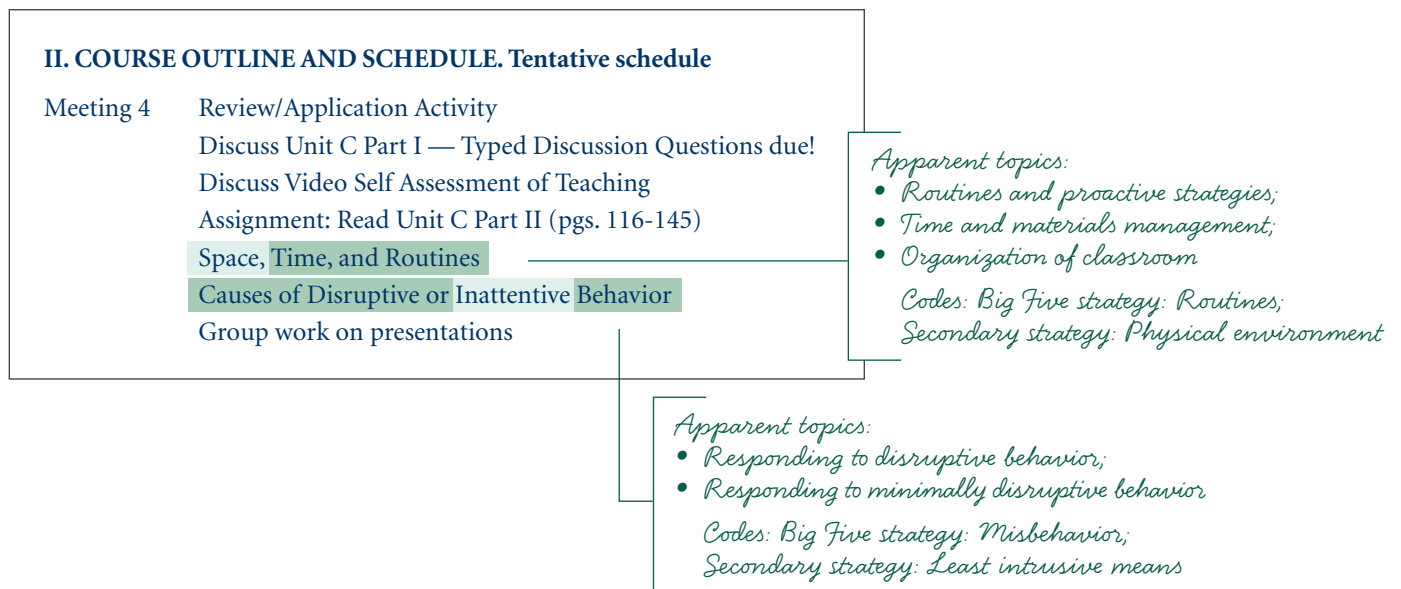 II. COURSE OUTLINE AND SCHEDULE. Tentative schedule
Meeting 4 Review/Application Activity
Discuss Unit C Part I — Typed Discussion Questions due!
Discuss Video Self Assessment of Teaching
Assignment: Read Unit C Part II (pgs. 116-145)
Space, Time, and Routines
Causes of Disruptive or Inattentive Behavior
Group work on presentations
Apparent topics:
• Routines and proactive strategies;
• Time and materials management;
• Organization of classroom
Codes: Big Five strategy: Routines;
Secondary strategy: Physical environment
Apparent topics:
• Responding to disruptive behavior;
• Responding to minimally disruptive behavior
Codes: Big Five strategy: Misbehavior;
Secondary strategy: Least intrusive means